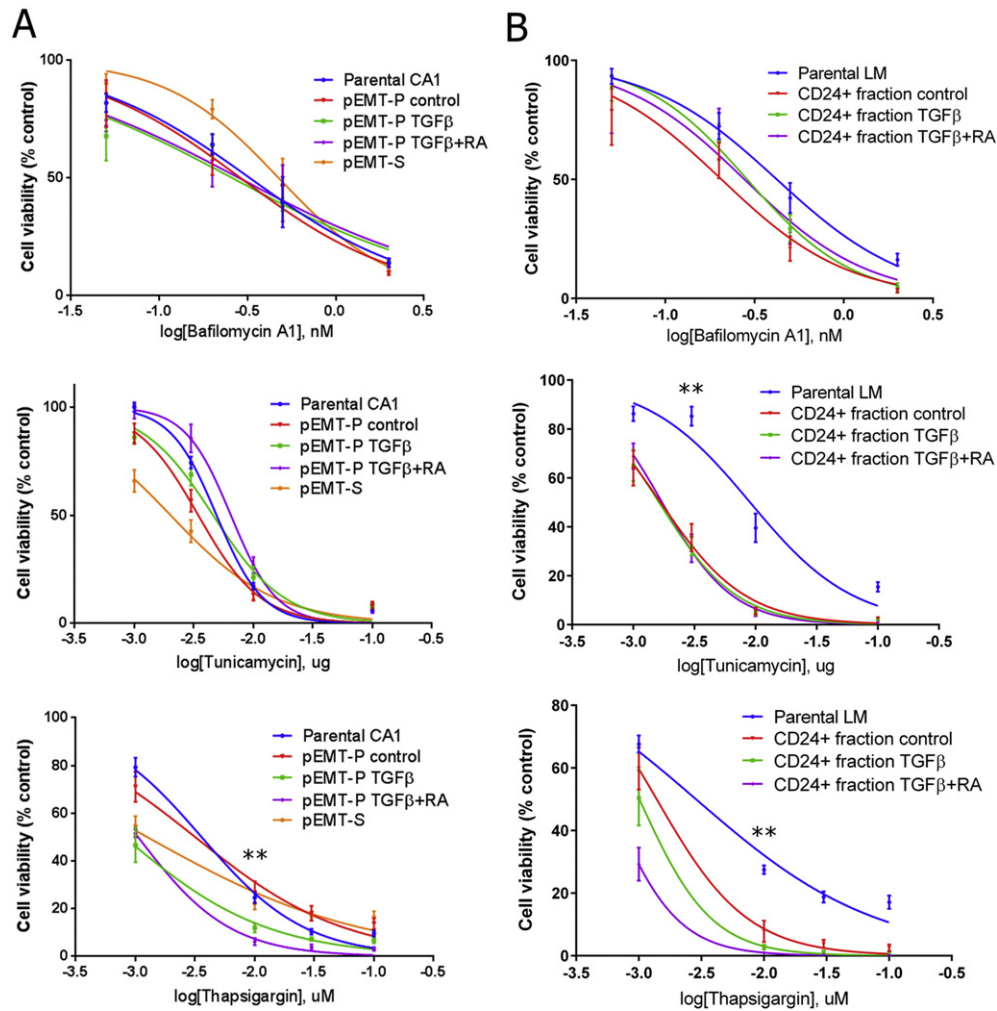 A
Cell viability (% control)
100
50
0
-1.5
-1.0
-0.5
0.0
0.5
log[Bafilomycin A1], nM
Parental CA1
pEMT-P control
pEMT-P TGFβ
pEMT-P TGFβ+RA
pEMT-S
B
Cell viability (% control)
100
50
0
-1.5
-1.0
-0.5
0.0
0.5
log[Bafilomycin A1], nM
Parental LM
CD24+ fraction control
CD24+ fraction TGFβ
CD24+ fraction TGFβ+RA
Cell viability (% control)
100
50
0
-3.5
-3.0
-2.5
-2.0
-1.5
-1.0
-0.5
log[Tunicamycin], ug
Parental CA1
pEMT-P control
pEMT-P TGFβ
pEMT-P TGFβ+RA
pEMT-S
Cell viability (% control)
100
80
60
40
20
0
-3.5
-3.0
-2.5
-2.0
-1.5
-1.0
-0.5
log[Tunicamycin], ug
**
Parental LM
CD24+ fraction control
CD24+ fraction TGFβ
CD24+ fraction TGFβ+RA
Cell viability (% control)
100
80
60
40
20
0
-3.5
-3.0
-2.5
-2.0
-1.5
-1.0
-0.5
log[Thapsigargin], uM
**
Parental CA1
pEMT-P control
pEMT-P TGFβ
pEMT-P TGFβ+RA
pEMT-S
Cell viability (% control)
80
60
40
20
0
-3.5
-3.0
-2.5
-2.0
-1.5
-1.0
-0.5
log[Thapsigargin], uM
**
Parental LM
CD24+ fraction control
CD24+ fraction TGFβ
CD24+ fraction TGFβ+RA